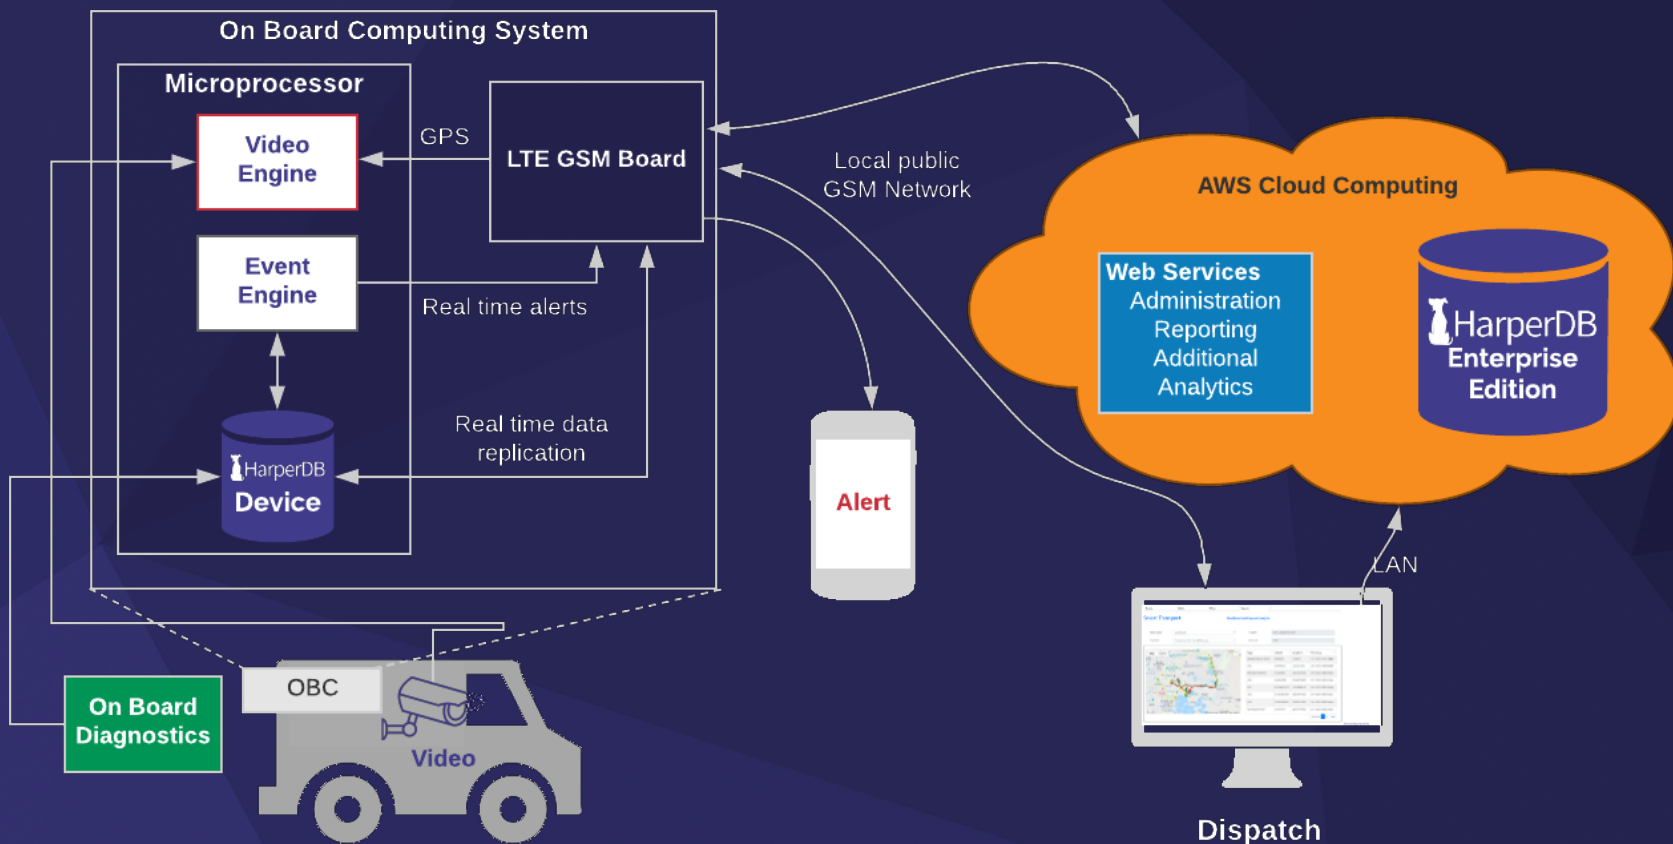 On Board Computing System
Microprocessor
Video
Engine
GPS
LTE GSM Board
Event
Engine
Real time alerts
Real time data
replication
HarperDB
Device
Local public
GSM Network
AWS Cloud Computing
Web Services
Administration
Reporting
Additional
Analytics
HarperDB
Enterprise
Edition
Alert
LAN
On Board
Diagnostics
OBC
Video
Dispatch